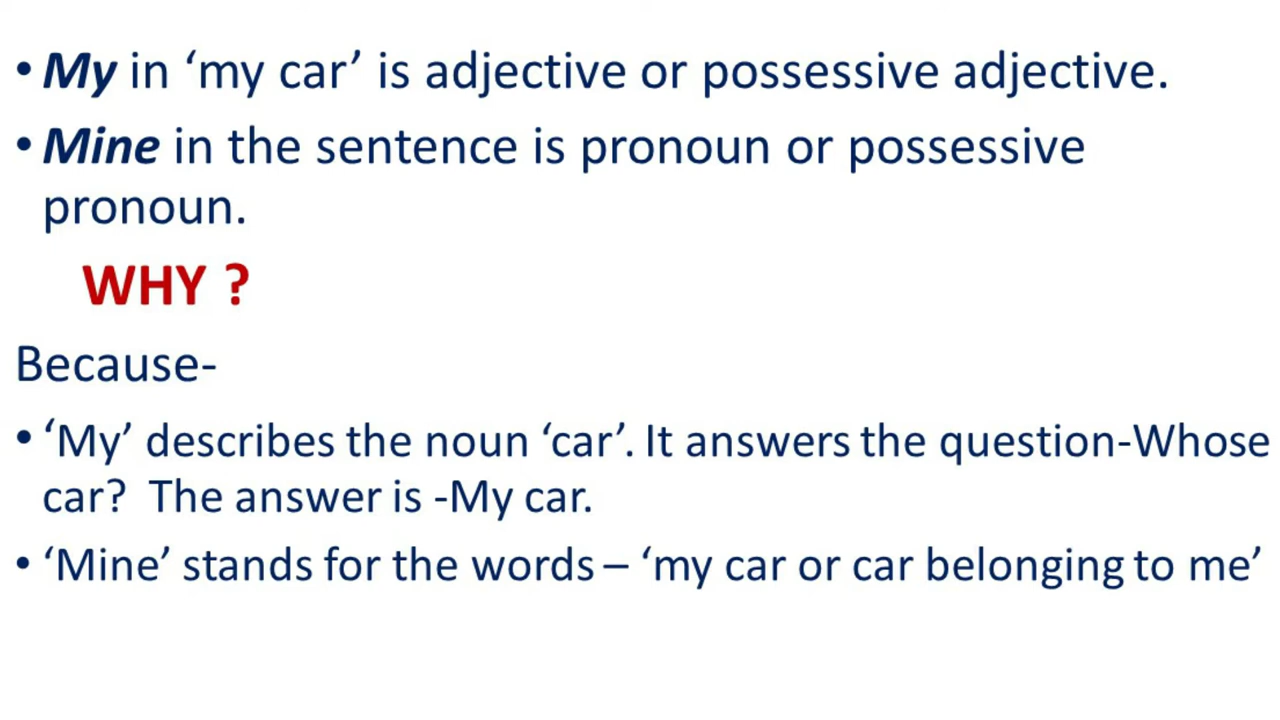 • My in ‘my car’ is adjective or possessive adjective.
• Mine in the sentence is pronoun or possessive
pronoun.
WHY ?
Because-
• ‘My’ describes the noun ‘car’. It answers the question-Whose
car?  The answer is -My car.
• ‘Mine’ stands for the words – ‘my car or car belonging to me’